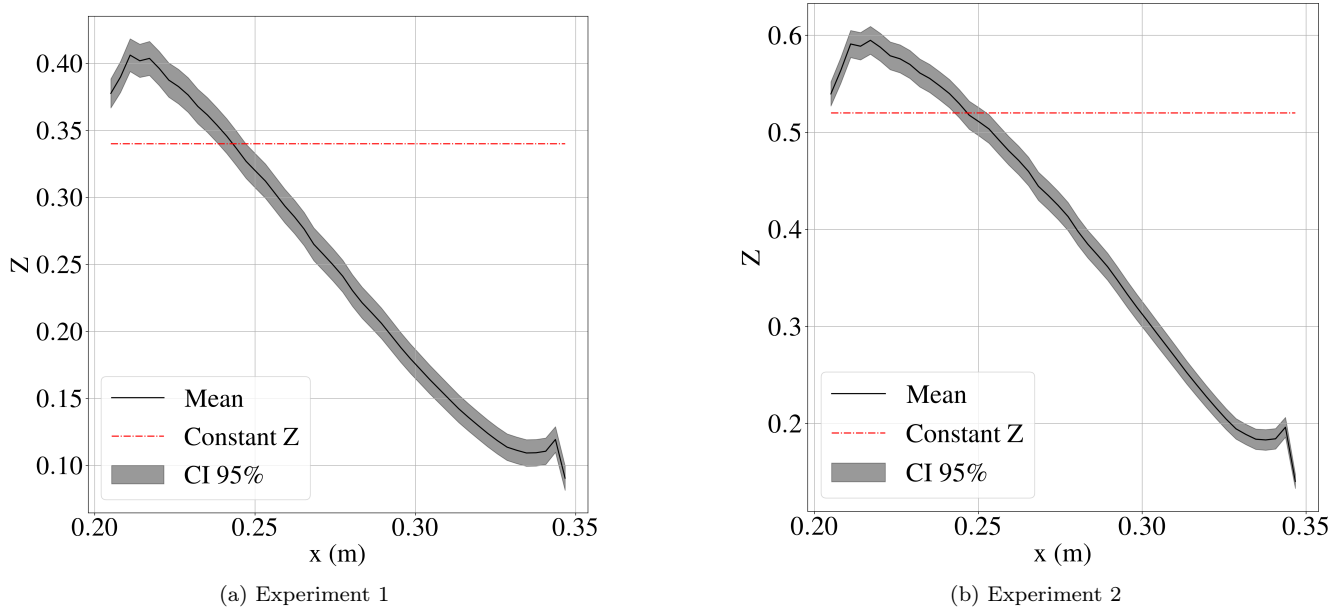 0.40
0.35
0.30
0.25
0.20
0.15
0.10
Z
Mean
Constant Z
CI 95%
0.20
0.25
0.30
0.35
x (m)
(a) Experiment 1
0.6
0.5
0.4
0.3
0.2
Z
Mean
Constant Z
CI 95%
0.20
0.25
0.30
0.35
x (m)
(b) Experiment 2